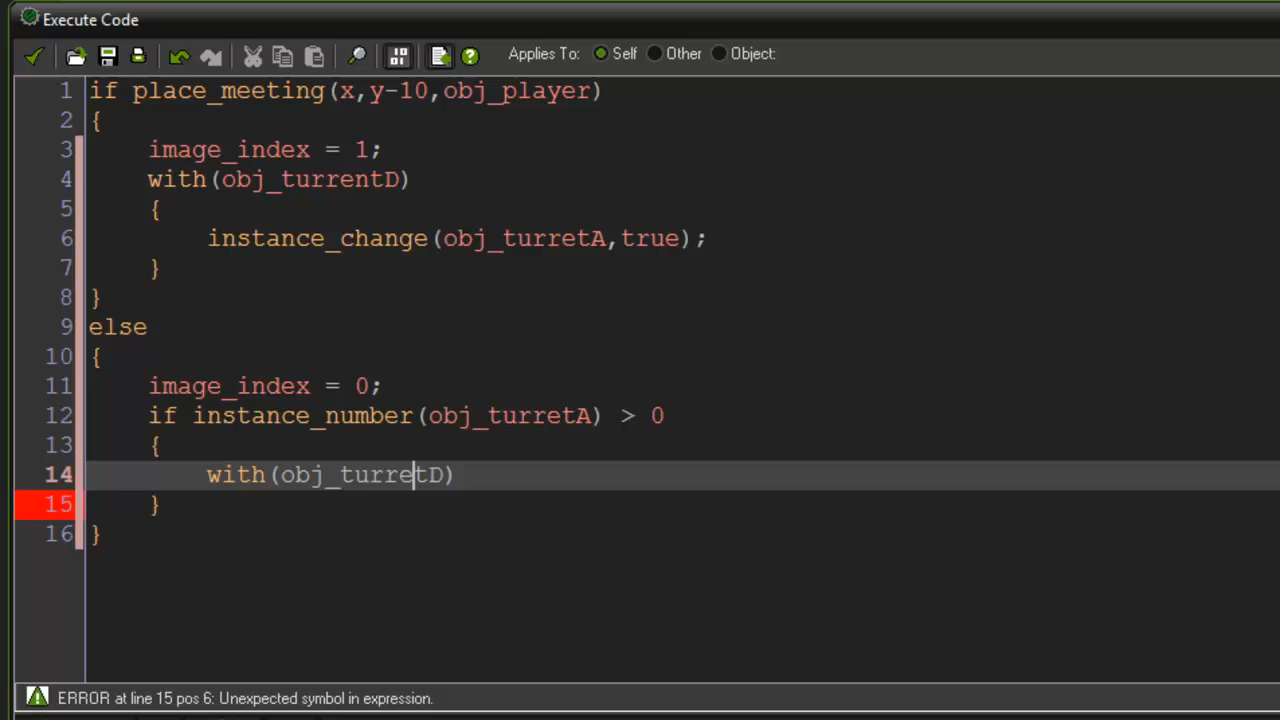 Execute Code
Applies To: Self Other Object:
1 if place_meeting(x,y-10,obj_player)
2 {
3 image_index = 1;
4 with(obj_turrentD)
5 {
6 instance_change(obj_turretA,true);
7 }
8 }
9 else
10 {
11 image_index = 0;
12 if instance_number(obj_turretA) > 0
13 {
14 with(obj_turretD)
15 }
16 }
ERROR at line 15 pos 6: Unexpected symbol in expression.